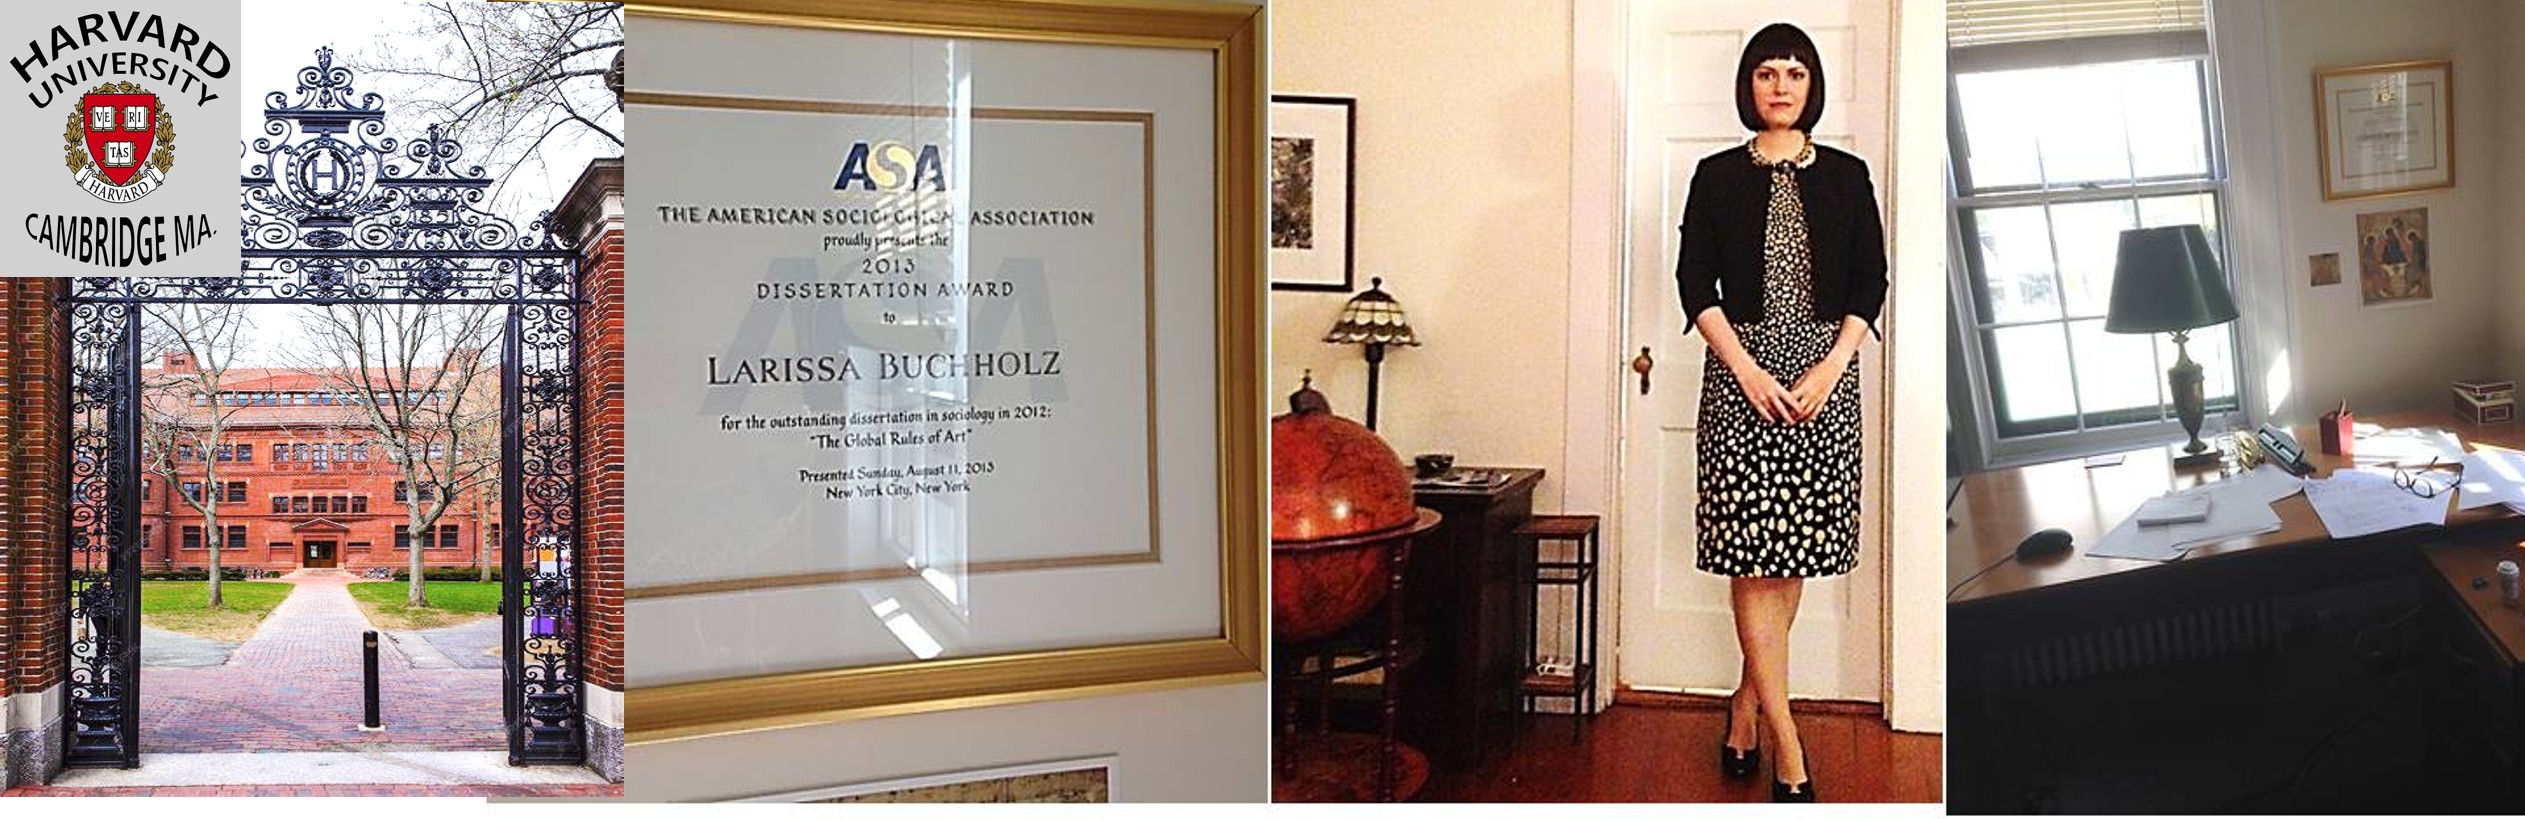 HARVARD
UNIVERSITY
VE RI
TAS
HARVARD
CAMBRIDGE MA.
H
ASA
THE AMERICAN SOCIOLOGICAL ASSOCIATION
proudly presents the
2013
DISSERTATION AWARD
to
LARISSA BUCHHOLZ
for the outstanding dissertation in sociology in 2012:
"The Global Rules of Art"
Presented Sunday, August 11, 2013
New York City, New York